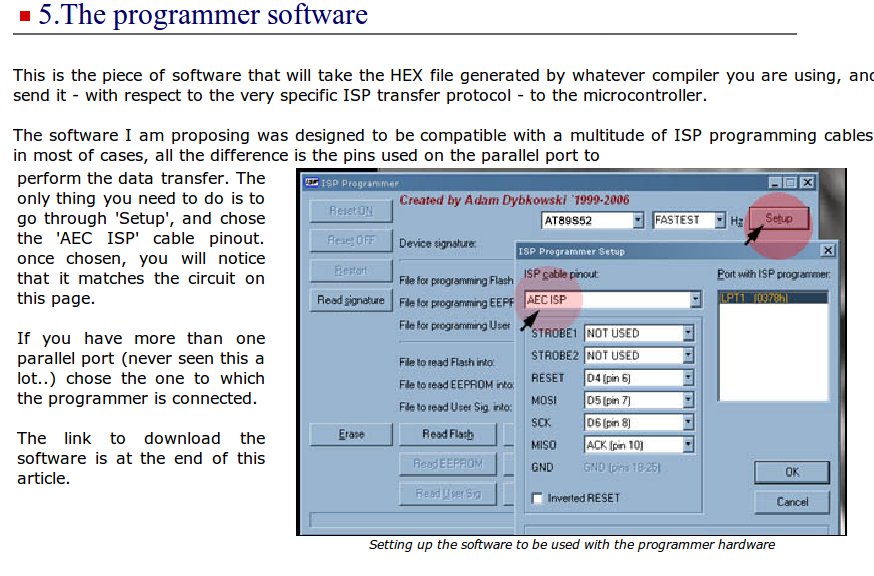 5.The programmer software
This is the piece of software that will take the HEX file generated by whatever compiler you are using, and
send it - with respect to the very specific ISP transfer protocol - to the microcontroller.
The software I am proposing was designed to be compatible with a multitude of ISP programming cables
in most of cases, all the difference is the pins used on the parallel port to
perform the data transfer. The
only thing you need to do is to
go through 'Setup', and chose
the 'AEC ISP' cable pinout.
once chosen, you will notice
that it matches the circuit on
this page.
If you have more than one
parallel port (never seen this a
lot..) chose the one to which
the programmer is connected.
The link to download the
software is at the end of this
article.
ISP Programmer
Created by Adam Dybkowski 1999-2006
Reset ON
AT89S52 FASTEST Hz Setup
Reset OFF
Device signature:
Restart
File for programming Flash
Read signature
File for programming EEPR
File for programming User
File to read Flash into:
File to read EEPROM into:
File to read User Sig. into:
Erase
Read Flash
Read EEPROM
Read User Sig
ISP Programmer Setup
ISP cable pinout:
Port with ISP programmer:
AEC ISP
LPT1 (0378h)
STROBE1 NOT USED
STROBE2 NOT USED
RESET D4 (pin 6)
MOSI D5 (pin 7)
SCK D6 (pin 8)
MISO ACK (pin 10)
GND GND (pins 18-25)
Inverted RESET
OK
Cancel
Setting up the software to be used with the programmer hardware